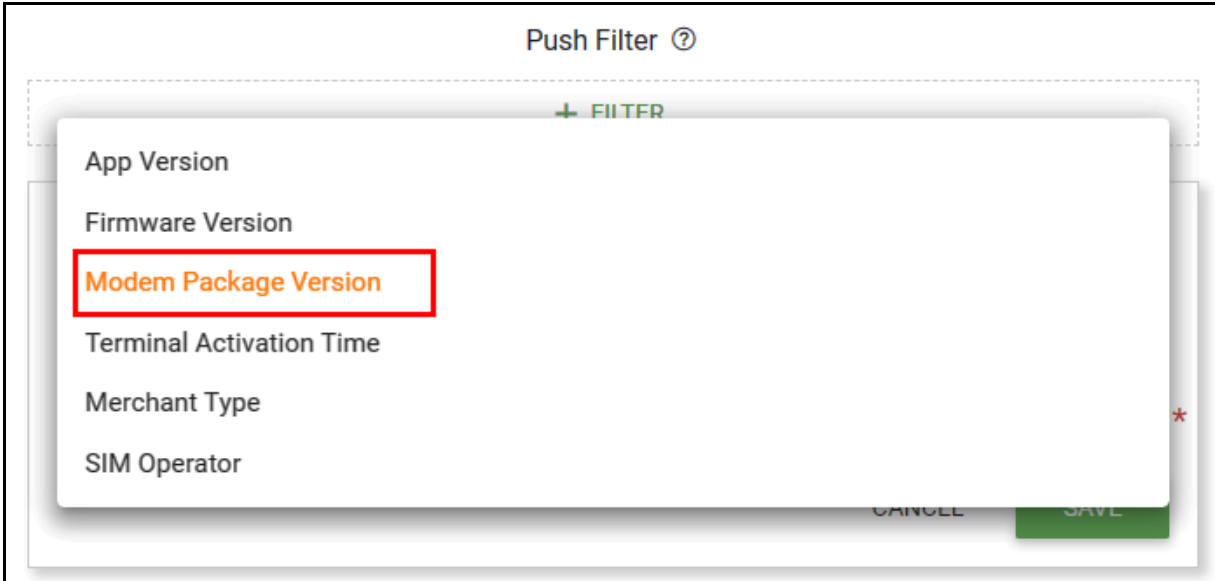 Push Filter ?
+ FILTER
App Version
Firmware Version
Modem Package Version
Terminal Activation Time
Merchant Type
*
SIM Operator
CANCEL SAVE